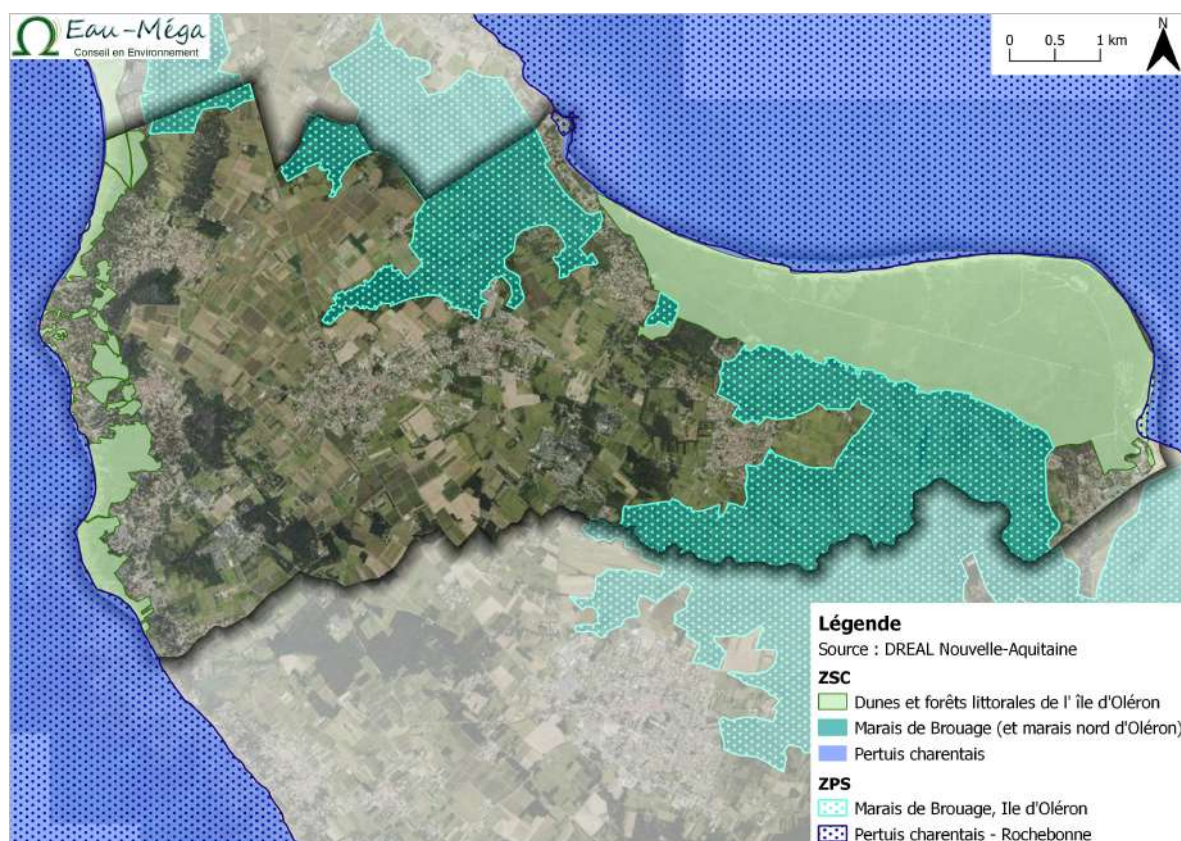 Eau-Méga
Conseil en Environnement
0 0.5 1 km
N
Légende
Source : DREAL Nouvelle-Aquitaine
ZSC
Dunes et forêts littorales de l' île d'Oléron
Marais de Brouage (et marais nord d'Oléron)
Pertuis charentais
ZPS
Marais de Brouage, Ile d'Oléron
Pertuis charentais - Rochebonne